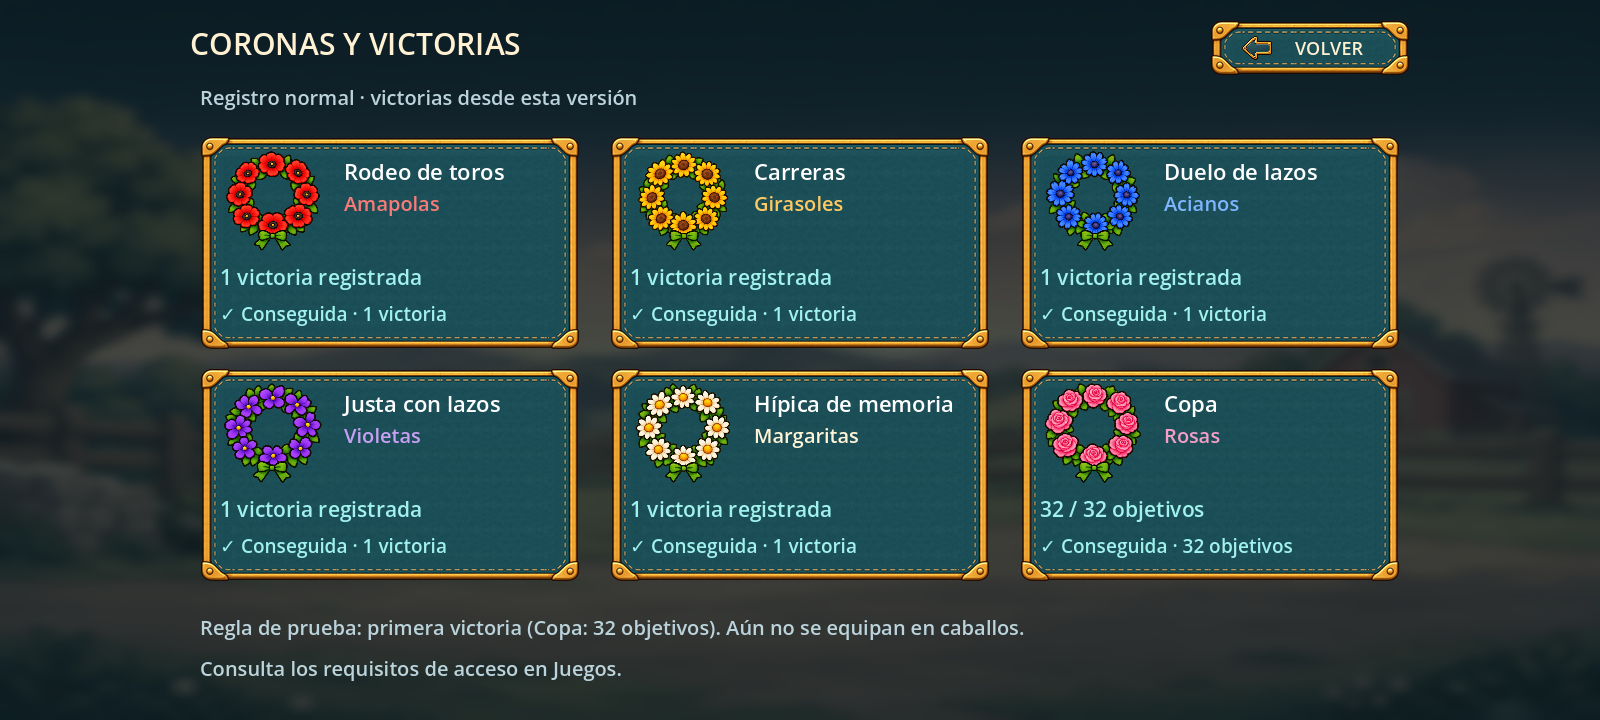 CORONAS Y VICTORIAS
VOLVER
Registro normal · victorias desde esta versión
Rodeo de toros
Amapolas
1 victoria registrada
✓ Conseguida · 1 victoria
Carreras
Girasoles
1 victoria registrada
✓ Conseguida · 1 victoria
Duelo de lazos
Acianos
1 victoria registrada
✓ Conseguida · 1 victoria
Justa con lazos
Violetas
1 victoria registrada
✓ Conseguida · 1 victoria
Hípica de memoria
Margaritas
1 victoria registrada
✓ Conseguida · 1 victoria
Copa
Rosas
32 / 32 objetivos
✓ Conseguida · 32 objetivos
Regla de prueba: primera victoria (Copa: 32 objetivos). Aún no se equipan en caballos.
Consulta los requisitos de acceso en Juegos.